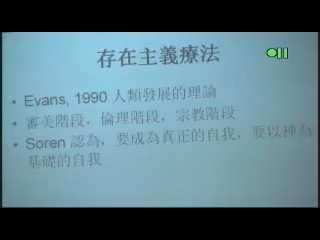 存在主義療法
• Evans, 1990 人類發展的理論
• 審美階段，倫理階段，宗教階段
• Soren 認為，要成為真正的自我，要以神為
基礎的自我